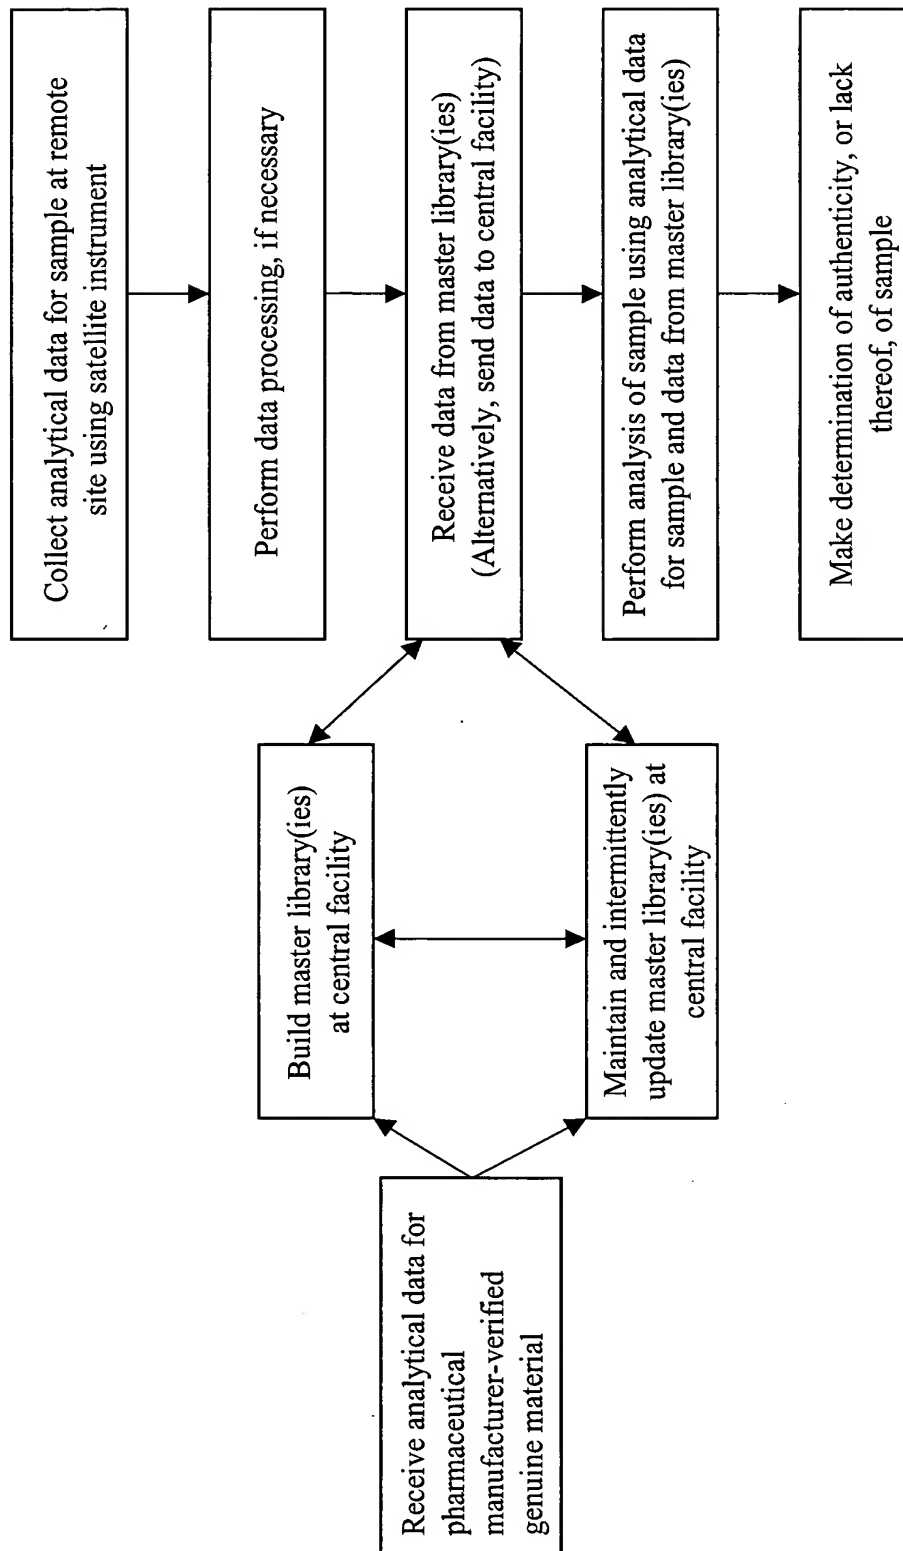 Collect analytical data for sample at remote
site using satellite instrument
Perform data processing, if necessary
Receive data from master library(ies)
(Alternatively, send data to central facility)
Perform analysis of sample using analytical data
for sample and data from master library(ies)
Make determination of authenticity, or lack
thereof, of sample
Build master library(ies)
at central facility
Maintain and intermittently
update master library(ies) at
central facility
Receive analytical data for
pharmaceutical
manufacturer-verified
genuine material